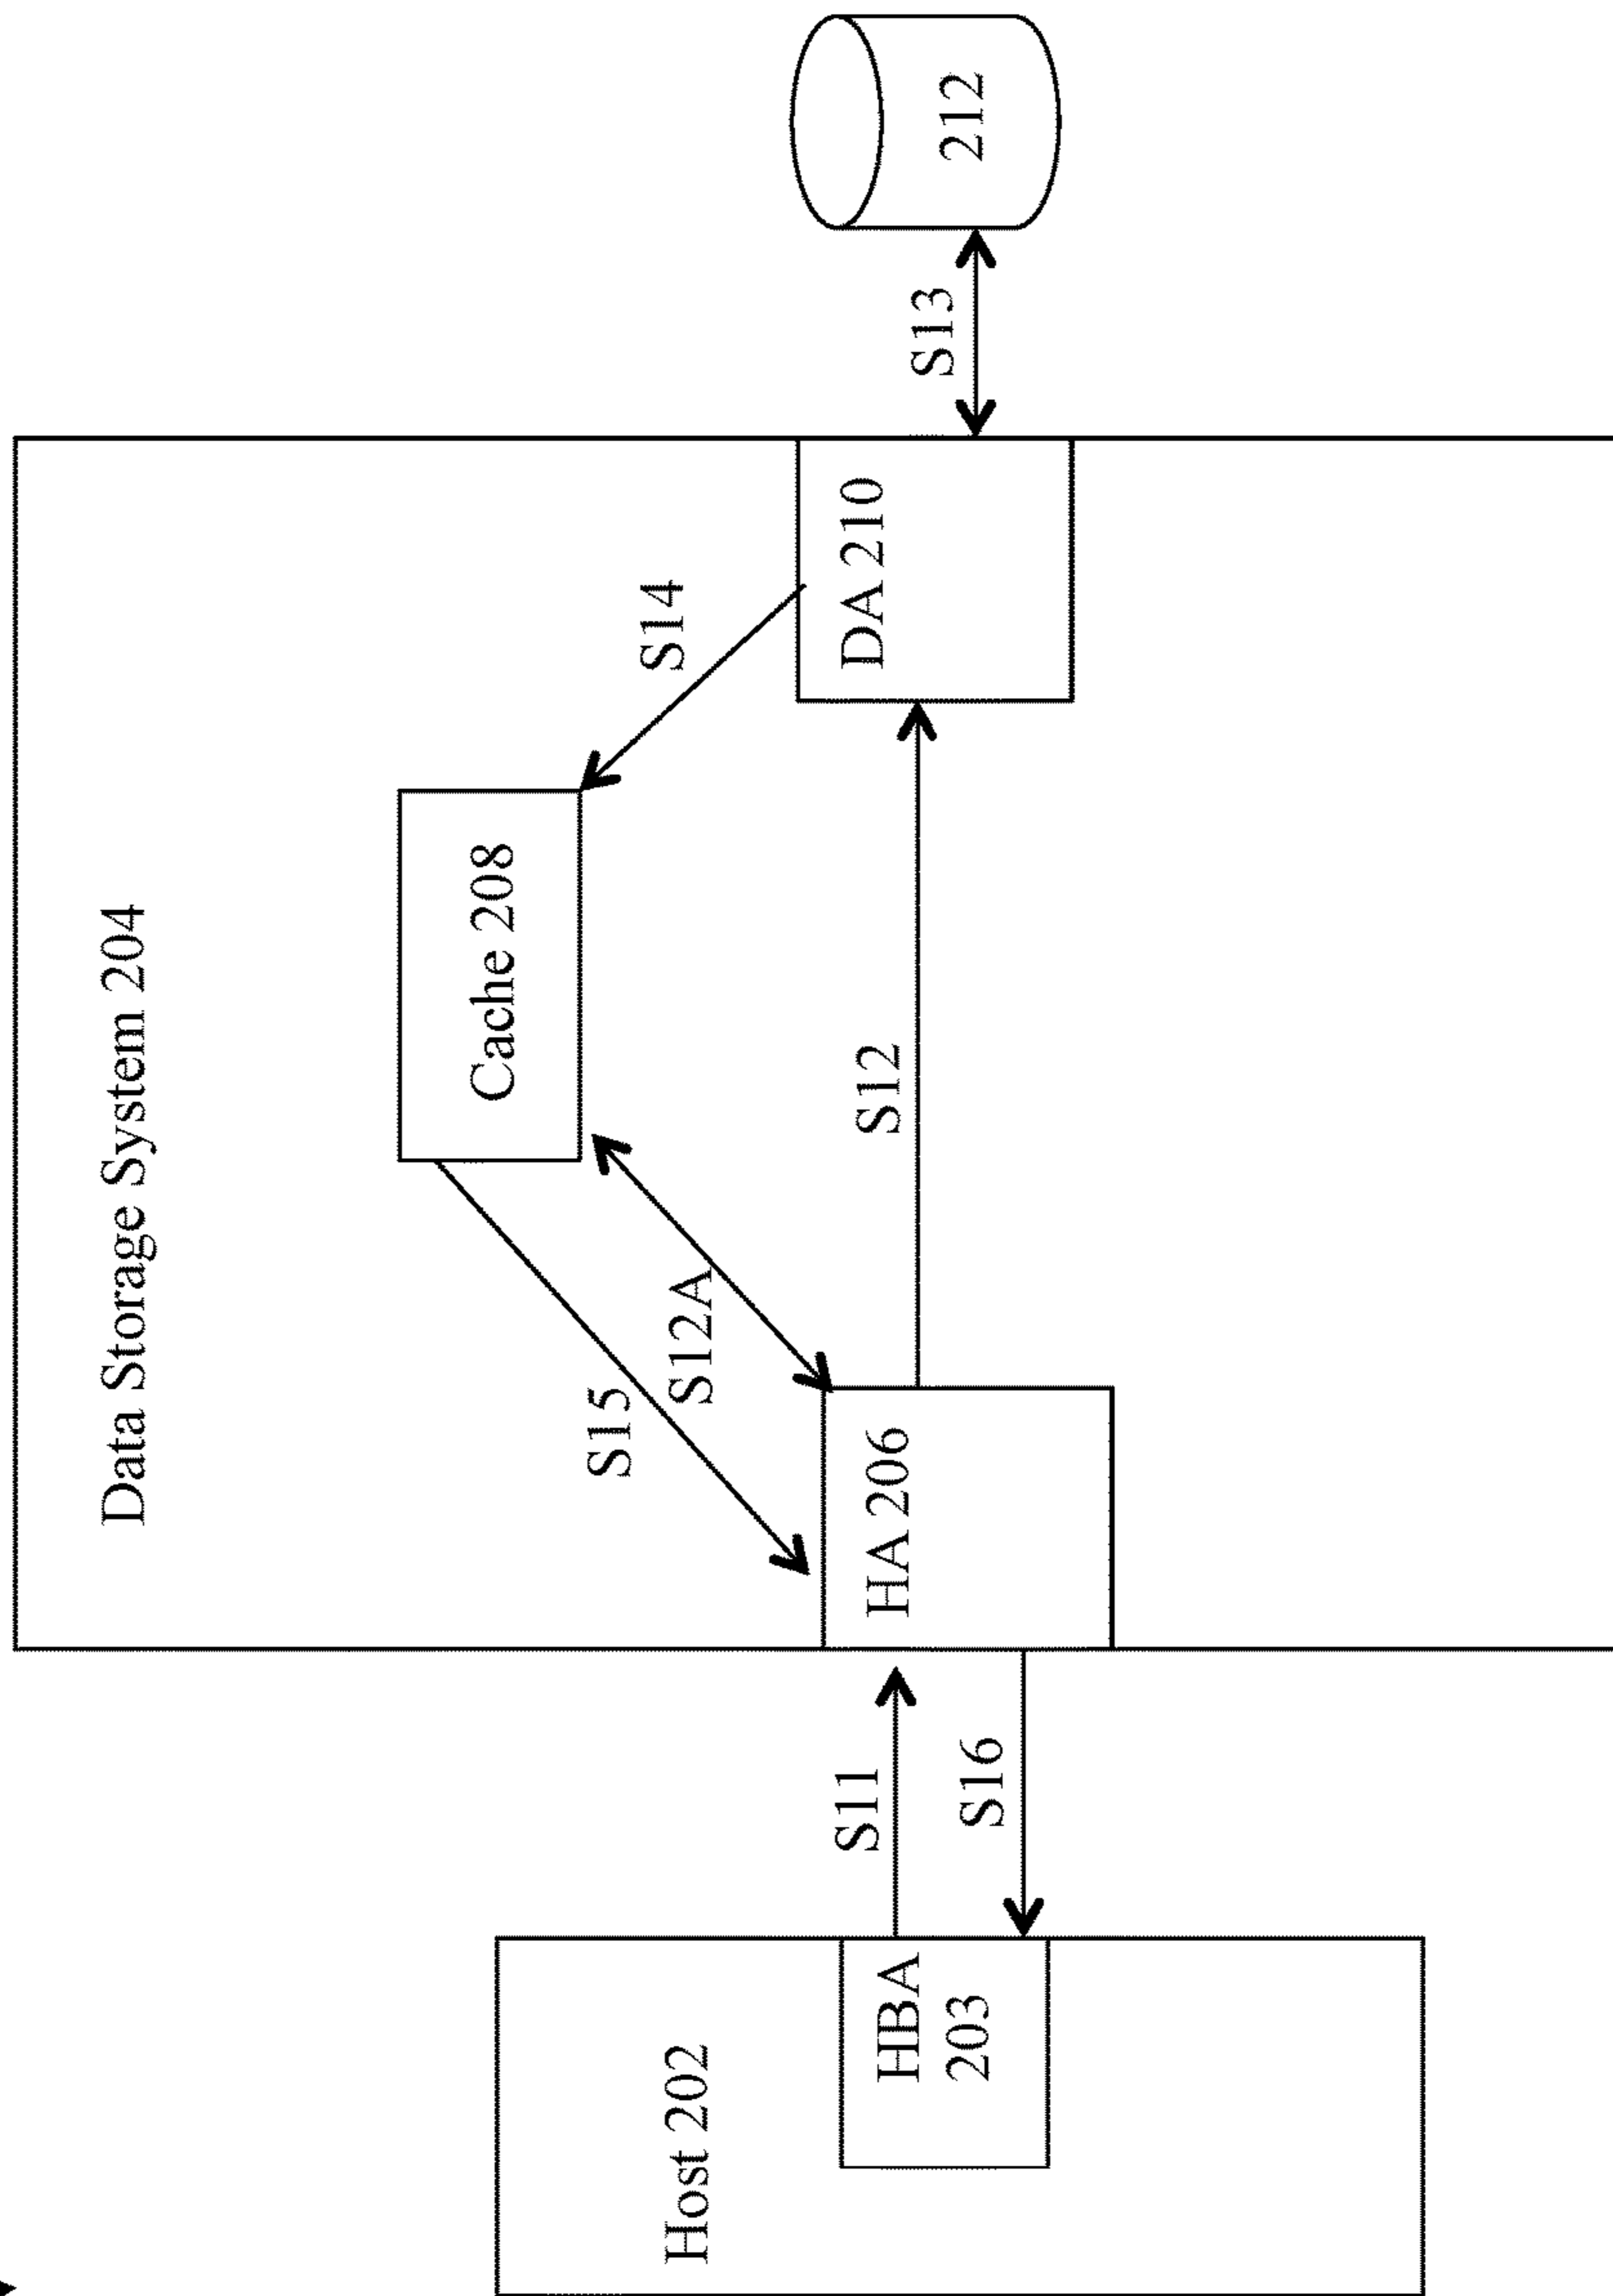 Data Storage System 204
Host 202
HBA
203
S11
S16
HA 206
S15
S12A
Cache 208
S12
S14
DA 210
S13
212